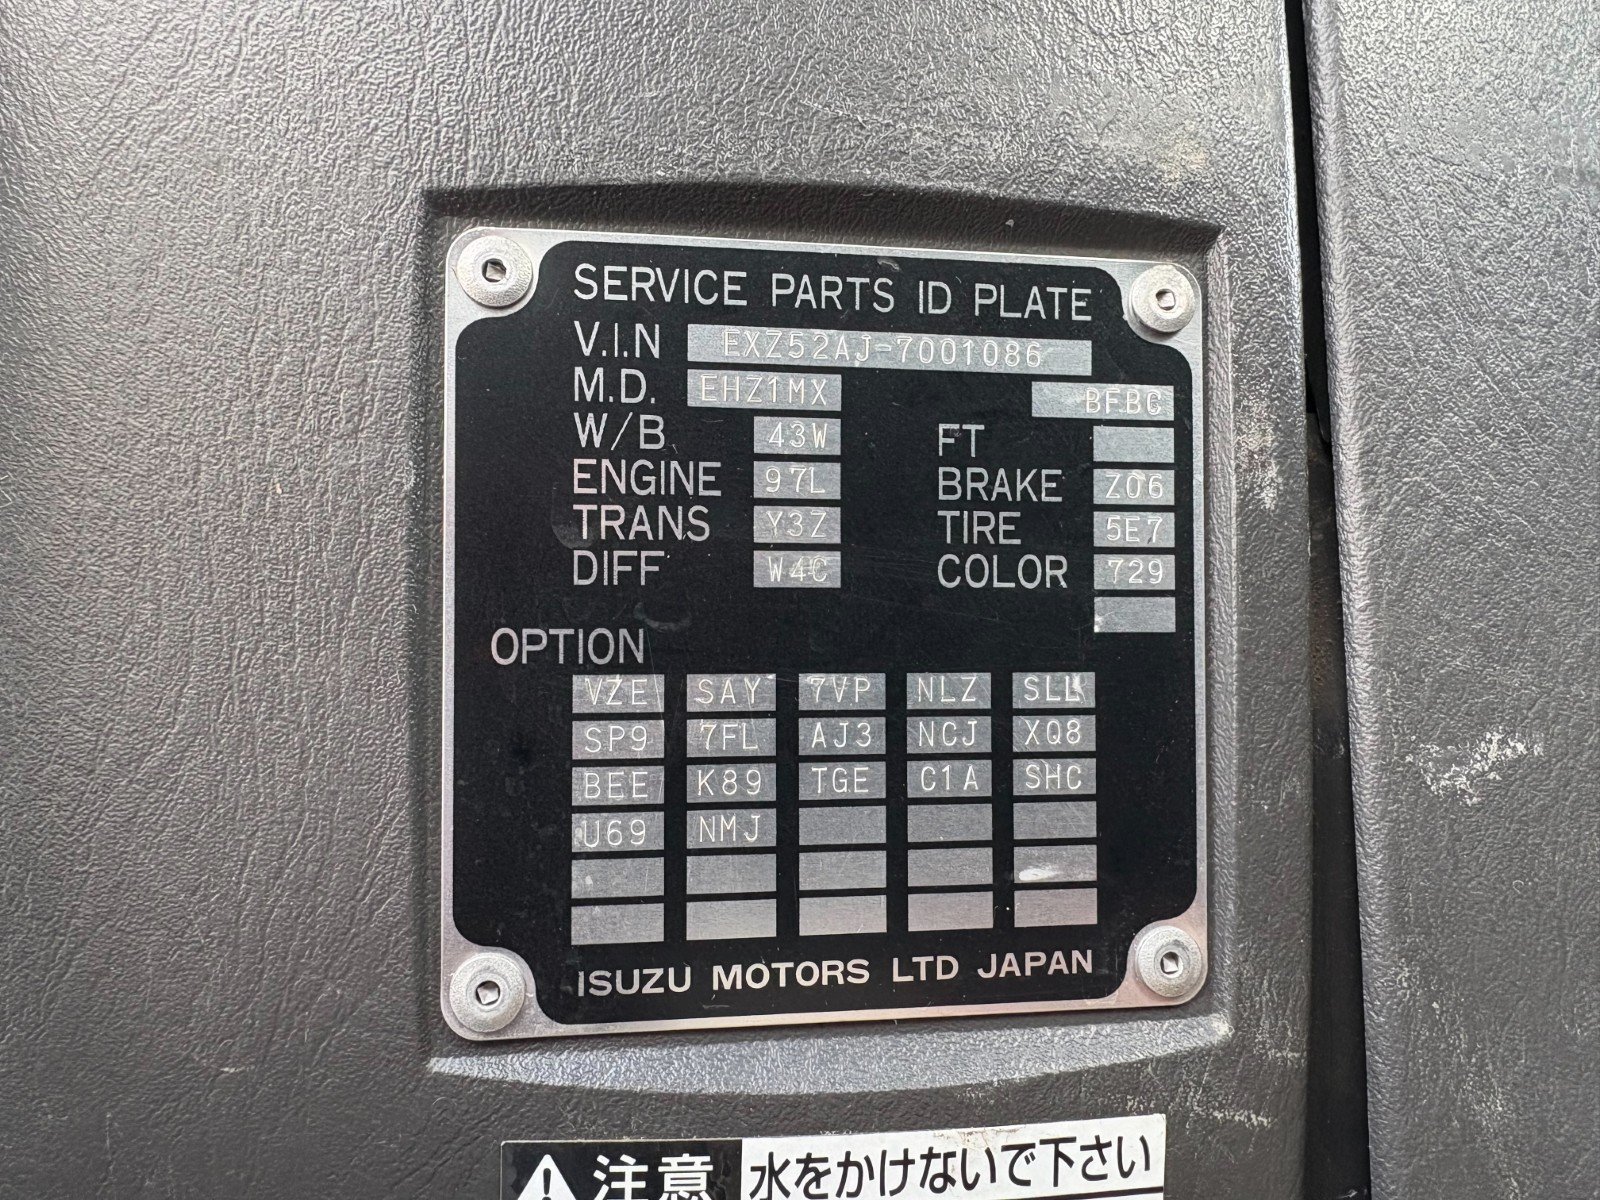 SERVICE PARTS ID PLATE
V.I.N EXZ52AJ-7001086
M.D. EHZ1MX BFBG
W/B 43W FT
ENGINE 97L BRAKE Z06
TRANS Y3Z TIRE 5E7
DIFF W4C COLOR 729
OPTION
VZE SAY 7VP NLZ SLL
SP9 7FL AJ3 NCJ XQ8
BEE K89 TGE C1A SHC
U69 NMJ
ISUZU MOTORS LTD JAPAN
注意 水をかけないで下さい